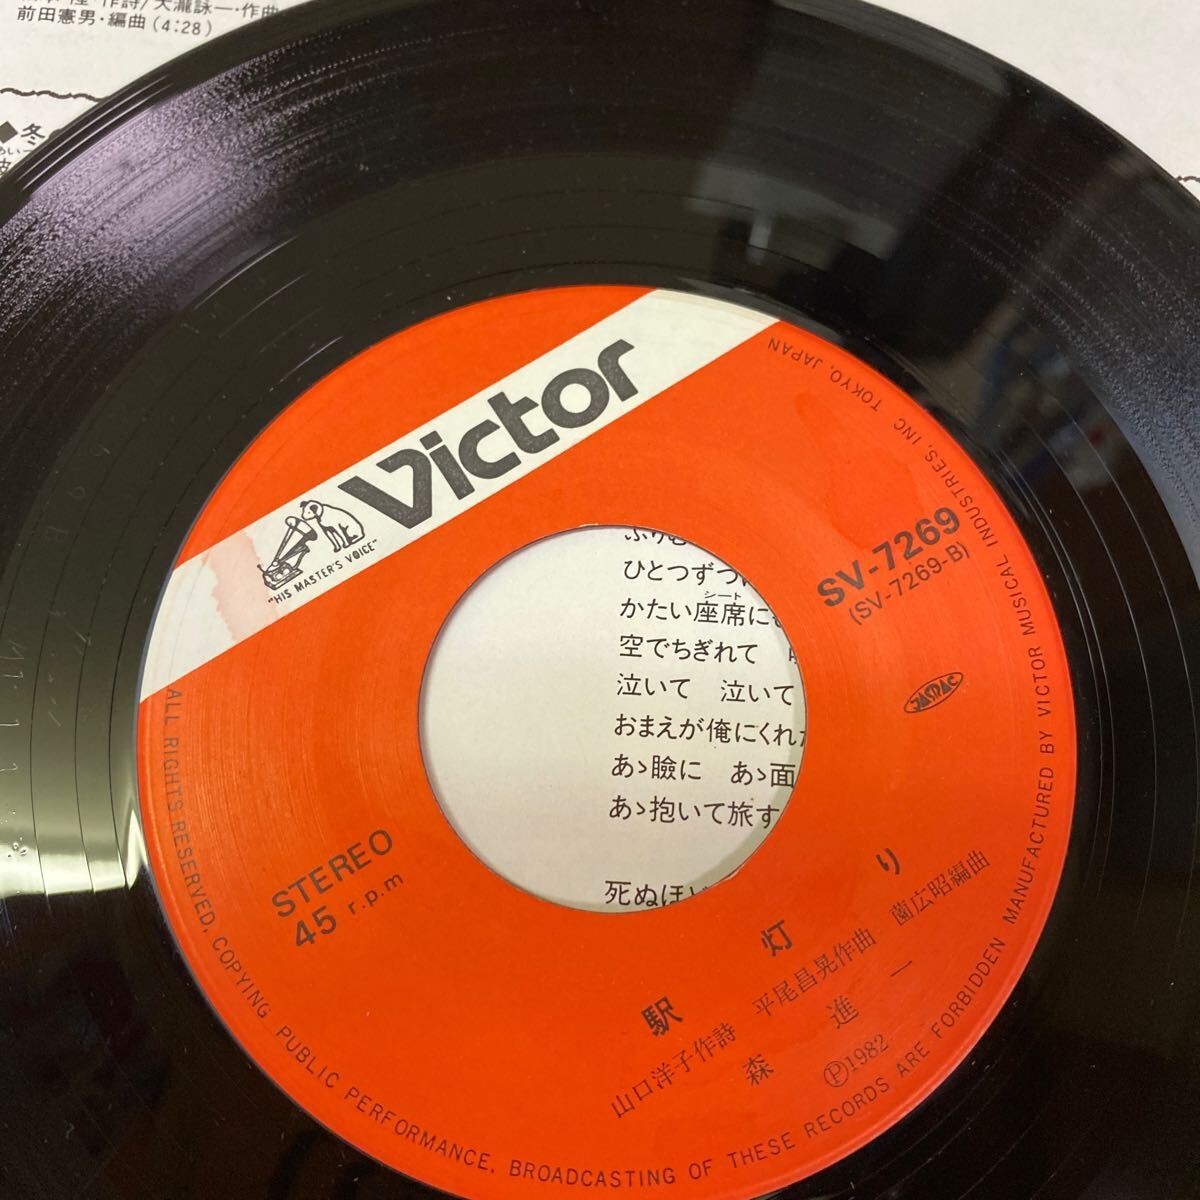 前田憲男・編曲(4:28)
◆冬
Victor
"HIS MASTER'S VOICE"
SV-7269
(SV-7269-B)
JASRAC
STEREO
45 r.p.m
ひとつずつ
かたい座席に
シート
空でちぎれて
泣いて 泣いて
おまえが俺にくれ
あゝ瞼に あゝ面
あゝ抱いて旅す
死ぬほど
駅灯り
山口洋子作詩 平尾昌晃作曲 薗広昭編曲
森進一
Ⓟ1982
ALL RIGHTS RESERVED, COPYING PUBLIC PERFORMANCE, BROADCASTING OF THESE RECORDS ARE FORBIDDEN MANUFACTURED BY VICTOR MUSICAL INDUSTRIES, INC TOKYO, JAPAN